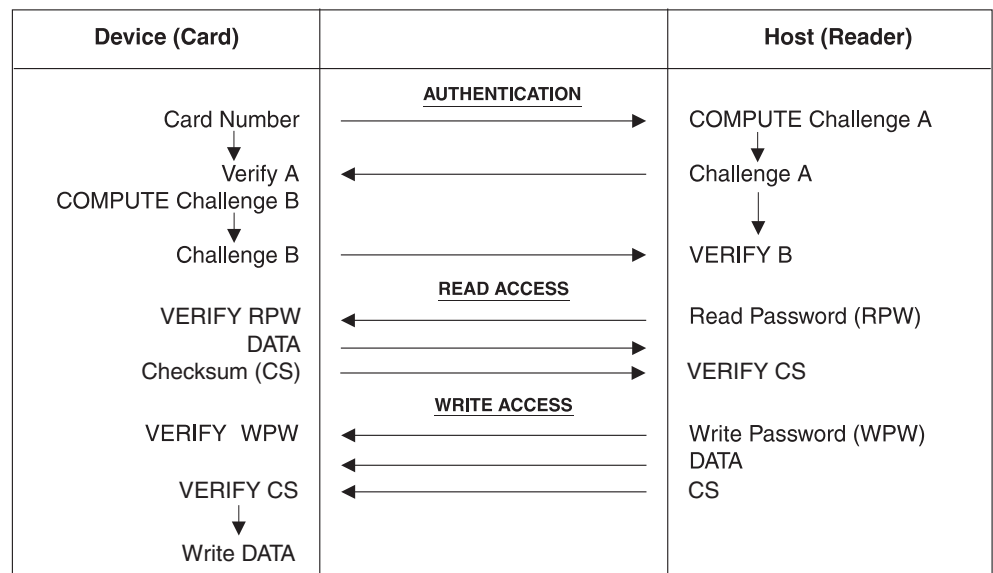 Device (Card) Host (Reader)
AUTHENTICATION
Card Number COMPUTE Challenge A
Verify A Challenge A
COMPUTE Challenge B
Challenge B VERIFY B
READ ACCESS
VERIFY RPW Read Password (RPW)
DATA
Checksum (CS) VERIFY CS
WRITE ACCESS
VERIFY WPW Write Password (WPW)
DATA
VERIFY CS CS
Write DATA